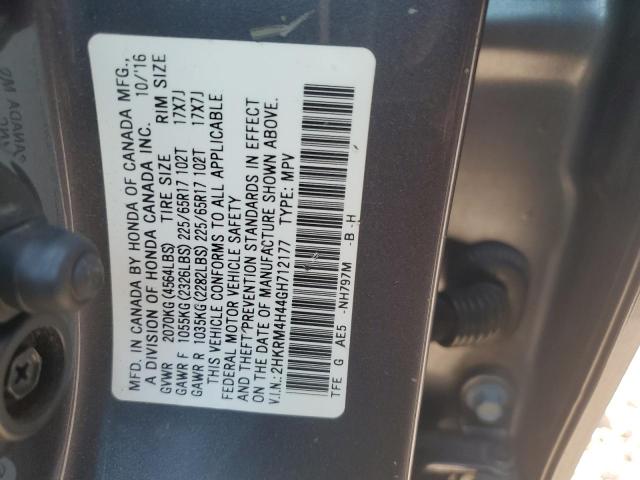 MFD. IN CANADA BY HONDA OF CANADA MFG.,
A DIVISION OF HONDA CANADA INC. 10/'16
GVWR 2070KG(4564LBS) TIRE SIZE RIM SIZE
GAWR F 1055KG(2326LBS) 225/65R17 102T 17X7J
GAWR R 1035KG(2282LBS) 225/65R17 102T 17X7J
THIS VEHICLE CONFORMS TO ALL APPLICABLE
FEDERAL MOTOR VEHICLE SAFETY
AND THEFT PREVENTION STANDARDS IN EFFECT
ON THE DATE OF MANUFACTURE SHOWN ABOVE.
V.I.N.:2HKRM4H44GH712177 TYPE: MPV
TFE G AE5 -NH797M -B -H